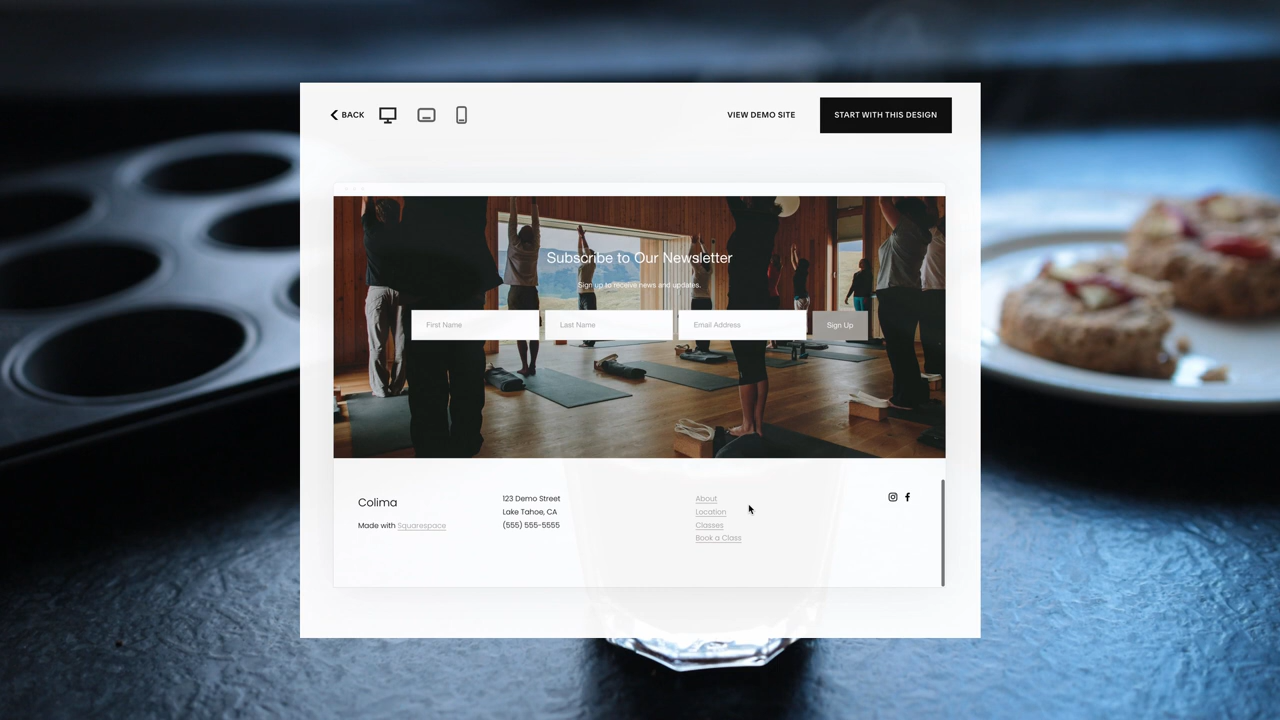 BACK
VIEW DEMO SITE
START WITH THIS DESIGN
Subscribe to Our Newsletter
Sign up to receive news and updates.
First Name
Last Name
Email Address
Sign Up
Colima
Made with Squarespace
123 Demo Street
Lake Tahoe, CA
(555) 555-5555
About
Location
Classes
Book a Class